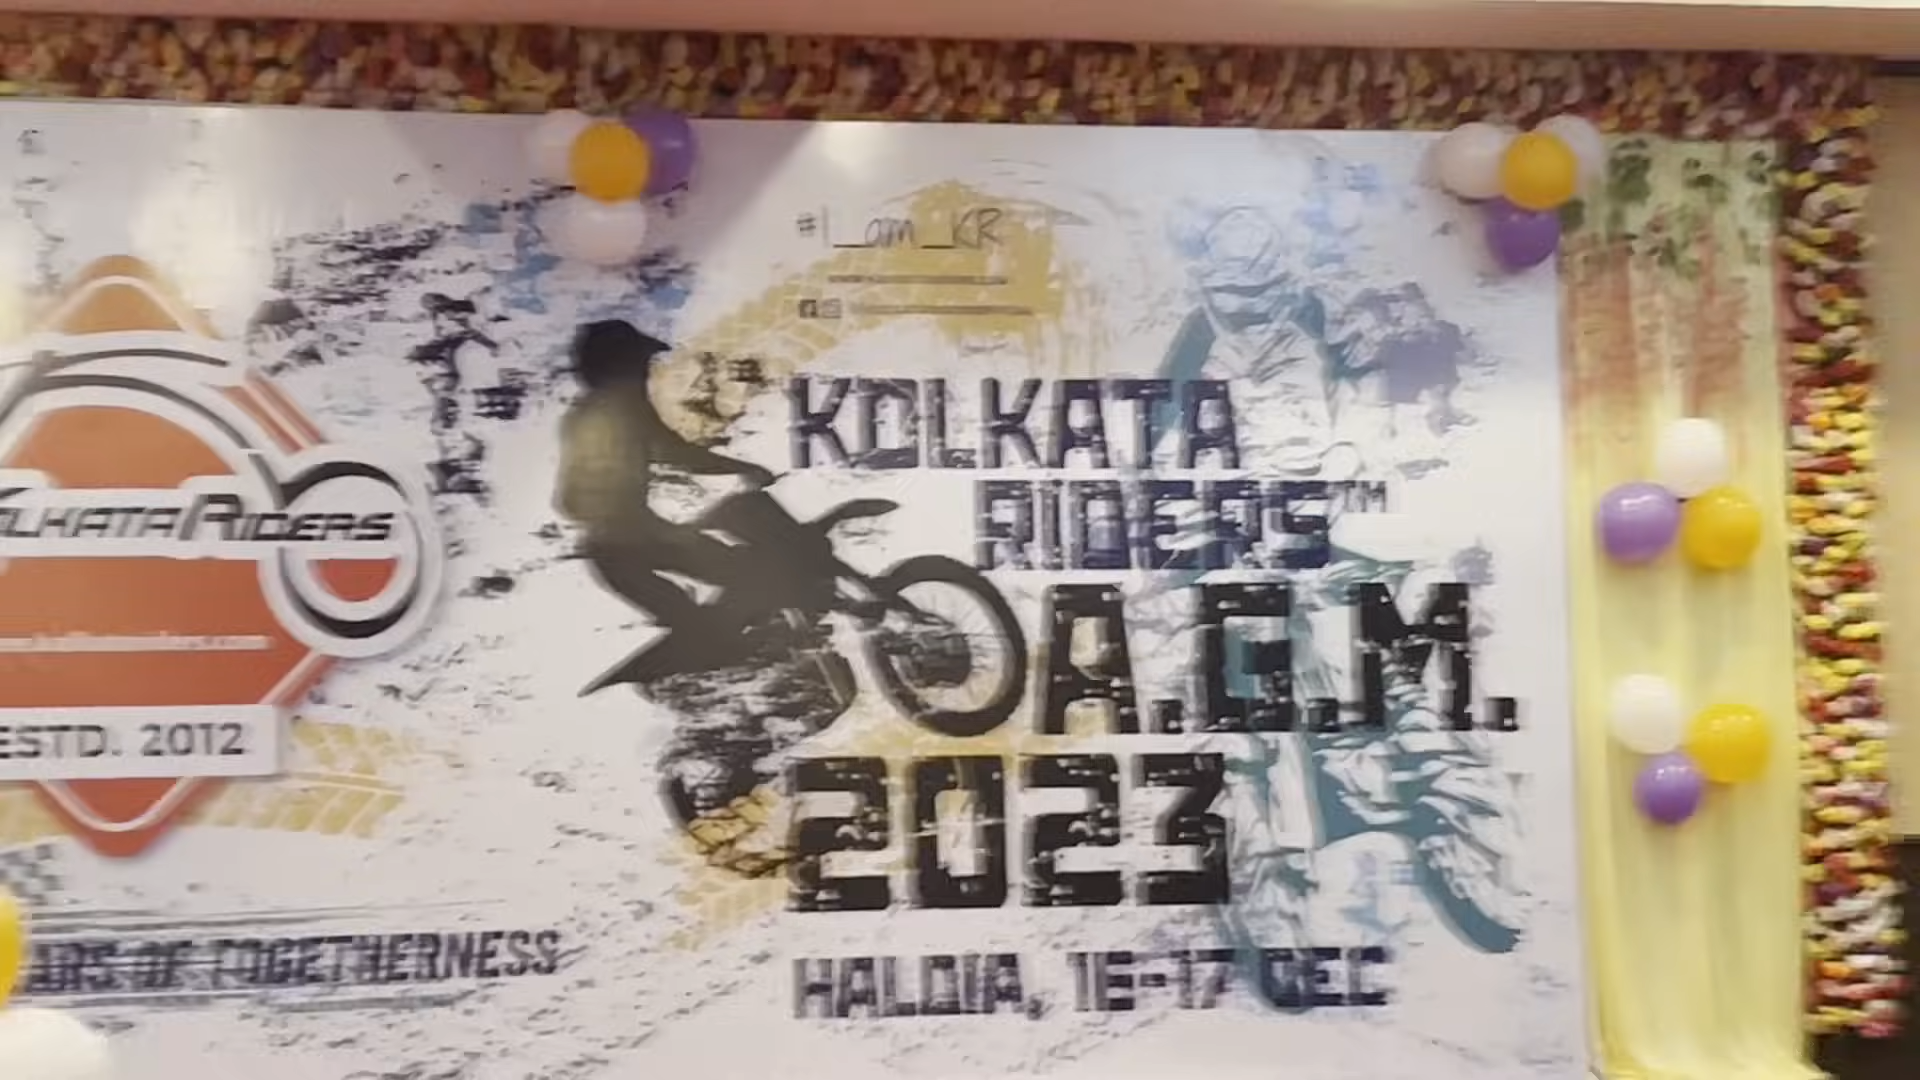 #I_am_KR
KOLKATA
RIDERS™
A.G.M.
2023
HALDIA, 16-17 DEC
KOLKATA RIDERS
ESTD. 2012
OF TOGETHERNESS